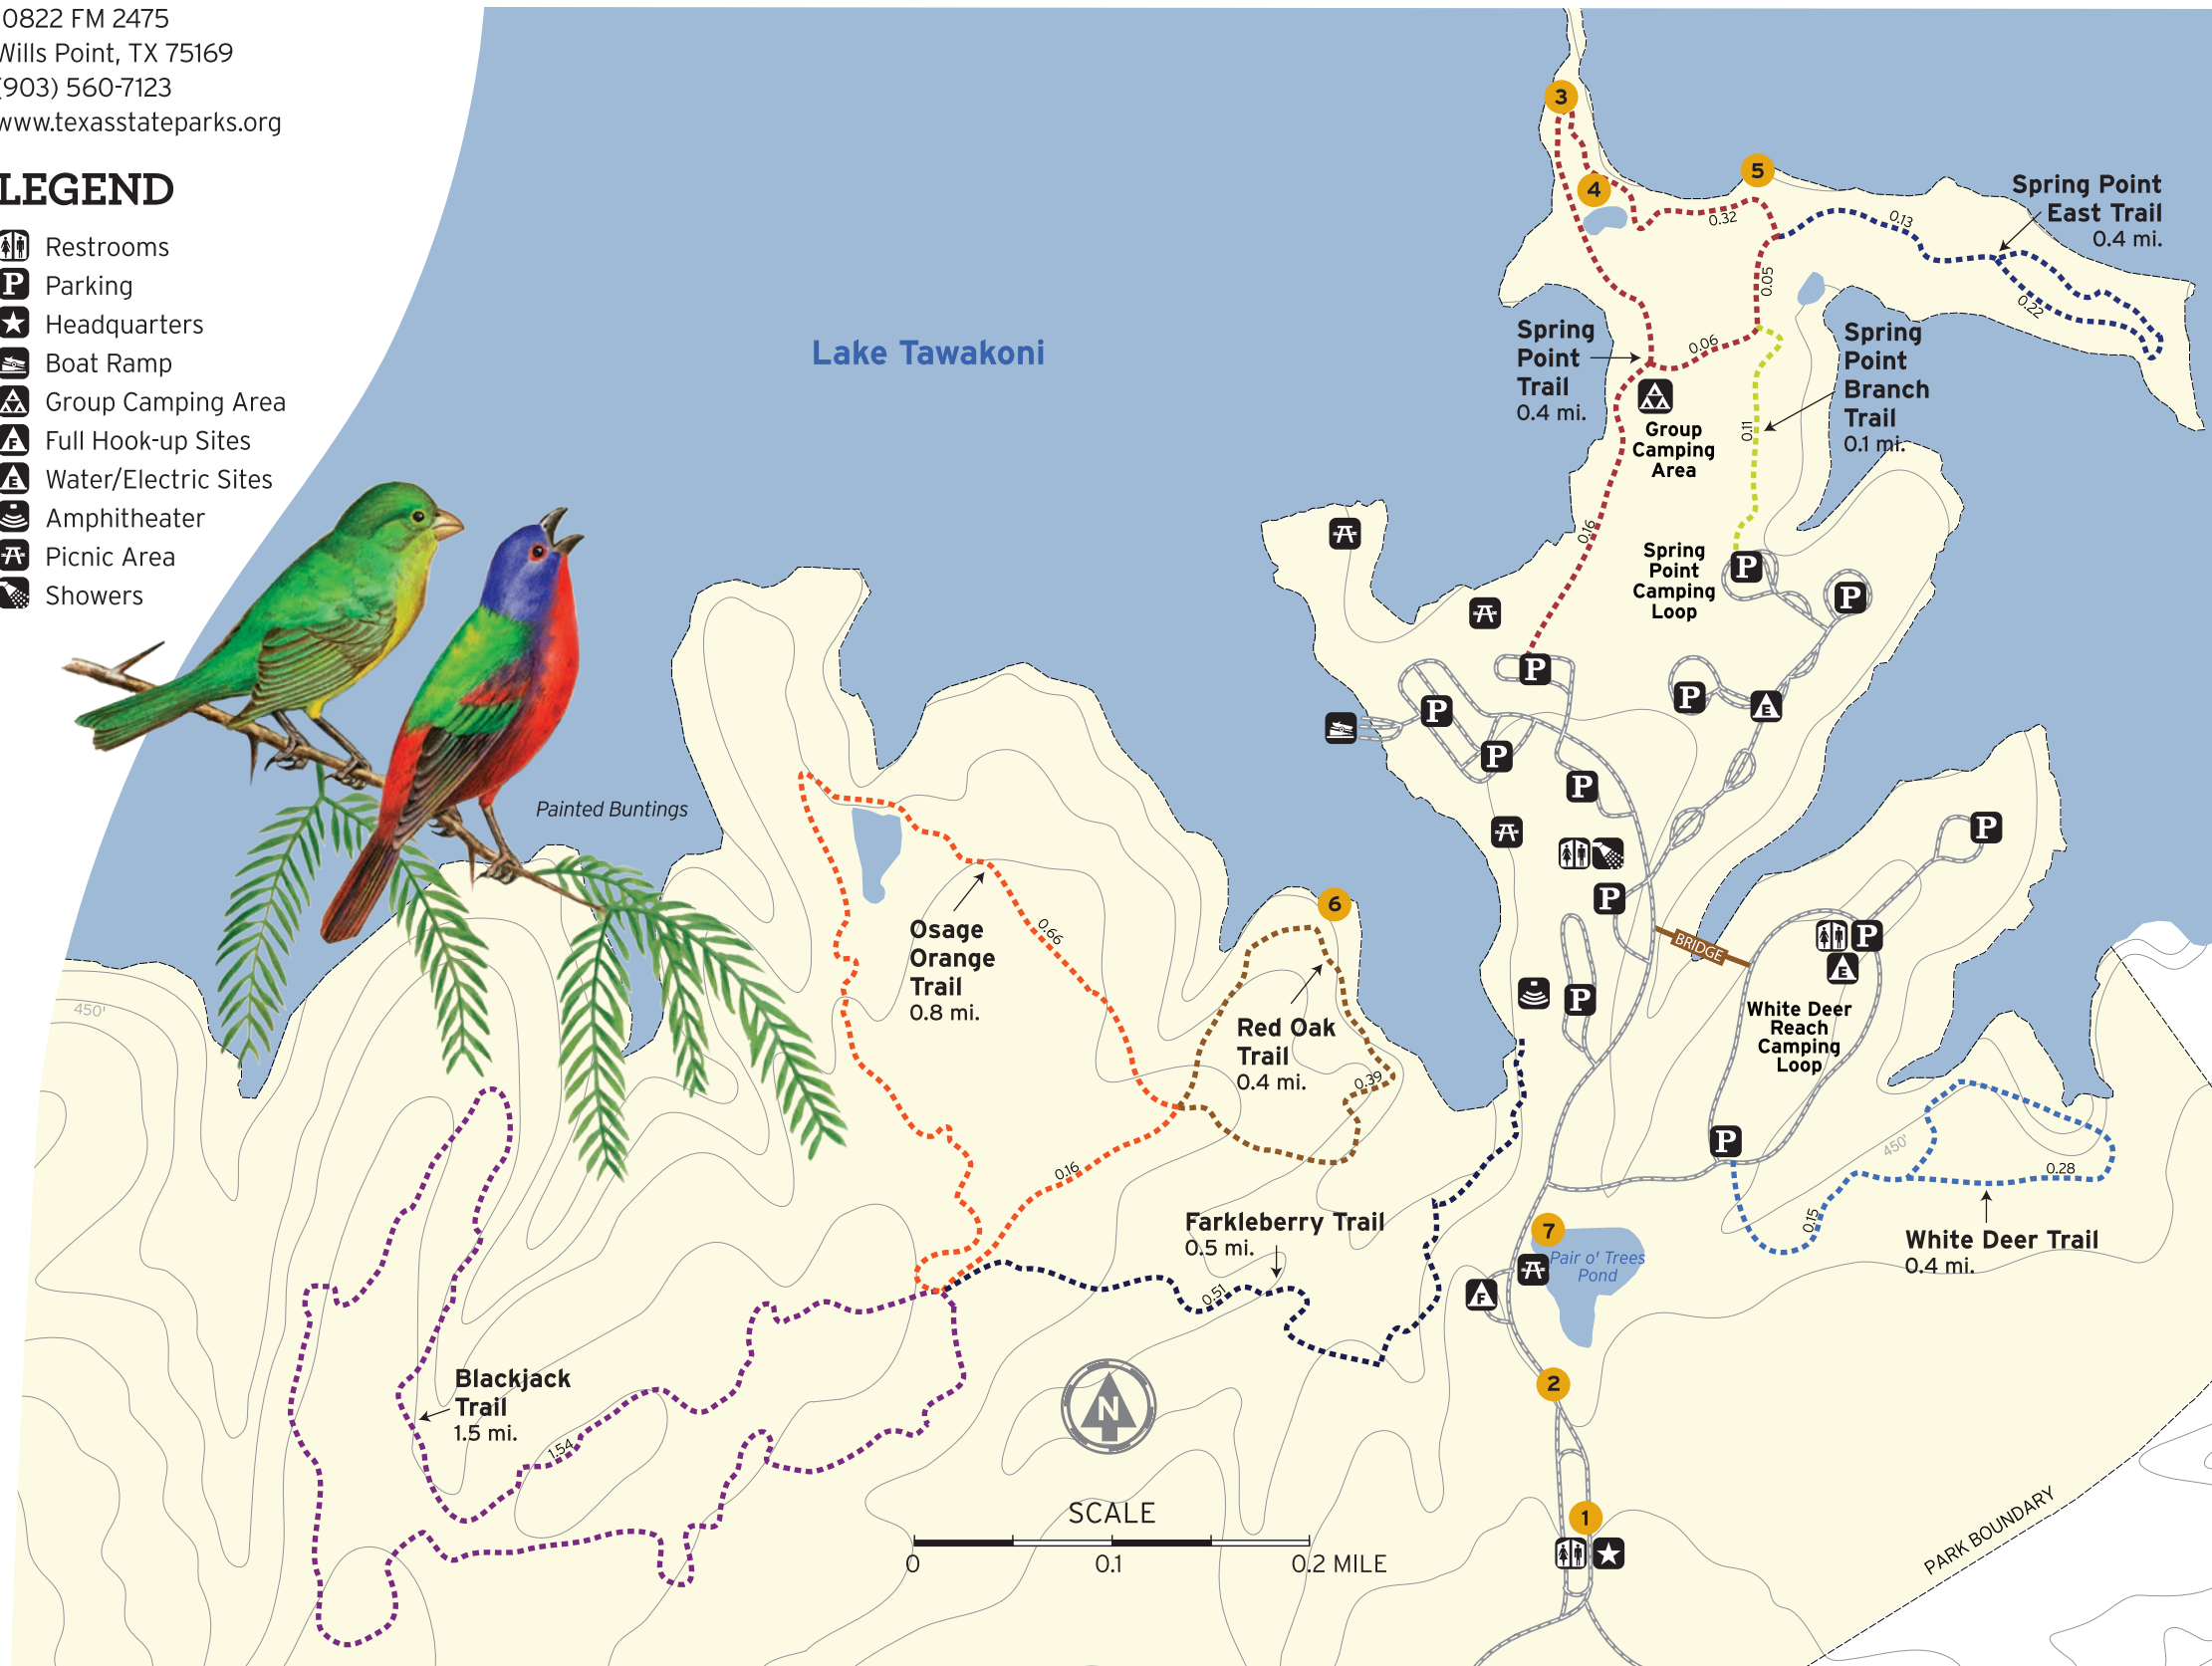 0822 FM 2475
Wills Point, TX 75169
(903) 560-7123
www.texasstateparks.org
LEGEND
Restrooms
P Parking
Headquarters
Boat Ramp
Group Camping Area
F Full Hook-up Sites
E Water/Electric Sites
Amphitheater
Picnic Area
Showers
Painted Buntings
Lake Tawakoni
3
4
5
0.32
0.13
Spring Point
East Trail
0.4 mi.
0.22
0.05
0.06
Spring
Point
Trail
0.4 mi.
Spring
Point
Branch
Trail
0.1 mi.
0.11
Group
Camping
Area
0.16
Spring
Point
Camping
Loop
P
P
P
P
E
P
P
P
P
BRIDGE
P
P
E
P
White Deer
Reach
Camping
Loop
P
450'
0.28
0.15
White Deer Trail
0.4 mi.
6
Red Oak
Trail
0.4 mi.
0.39
Osage
Orange
Trail
0.8 mi.
0.66
0.16
450'
Farkleberry Trail
0.5 mi.
0.51
7
Pair o' Trees
Pond
F
2
1
Blackjack
Trail
1.5 mi.
1.54
N
SCALE
0 0.1 0.2 MILE
PARK BOUNDARY